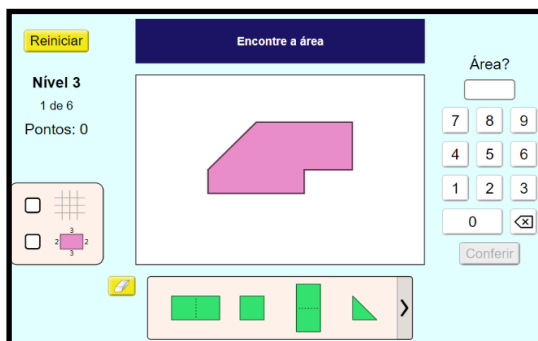 Reiniciar
Encontre a área
Nível 3
1 de 6
Pontos: 0
Área?
7 8 9
4 5 6
1 2 3
0
Conferir
3
2 2
3